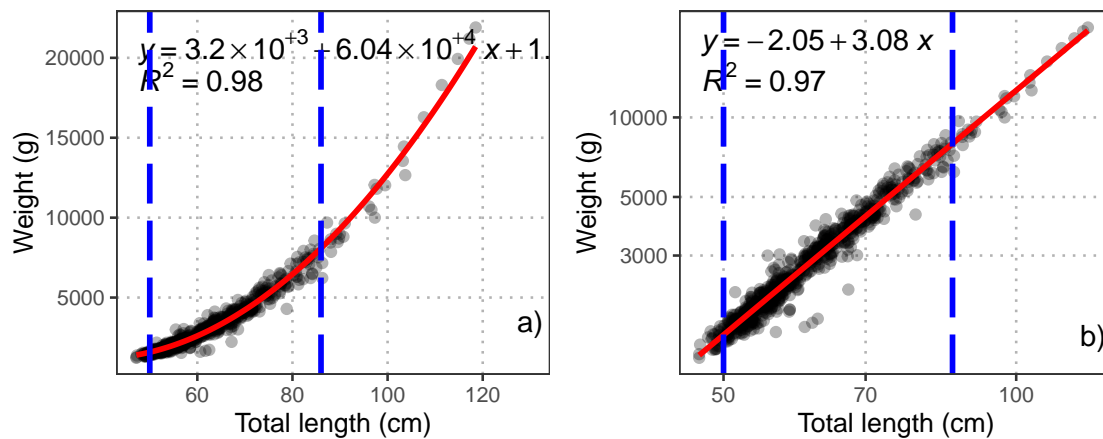 y = 3.2 × 10⁺³ + 6.04 × 10⁺⁴ x + 1.
R² = 0.98
20000
15000
10000
5000
Weight (g)
60 80 100 120
Total length (cm)
a)
y = −2.05 + 3.08 x
R² = 0.97
10000
5000
3000
Weight (g)
50 70 100
Total length (cm)
b)